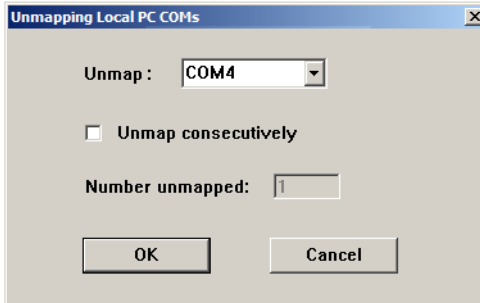 Unmapping Local PC COMs
Unmap : COM4
Unmap consecutively
Number unmapped: 1
OK Cancel